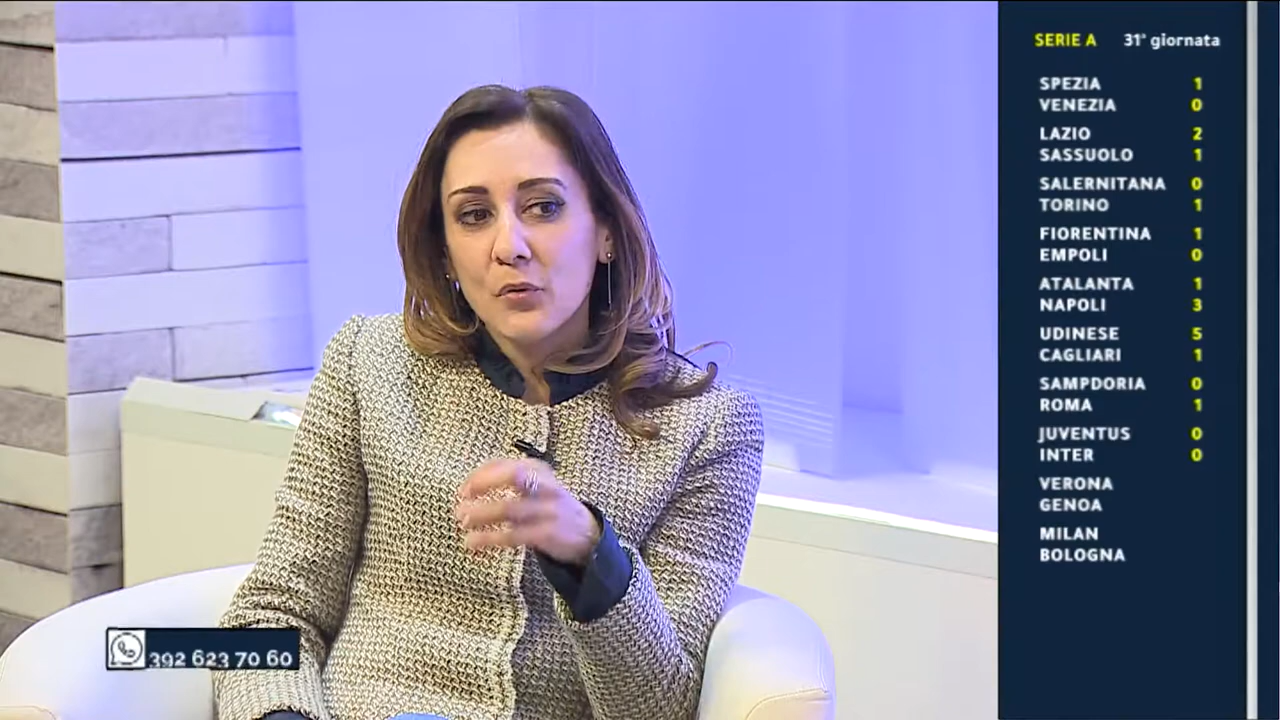 SERIE A 31ª giornata
SPEZIA 1
VENEZIA 0
LAZIO 2
SASSUOLO 1
SALERNITANA 0
TORINO 1
FIORENTINA 1
EMPOLI 0
ATALANTA 1
NAPOLI 3
UDINESE 5
CAGLIARI 1
SAMPDORIA 0
ROMA 1
JUVENTUS 0
INTER 0
VERONA
GENOA
MILAN
BOLOGNA
392 623 70 60